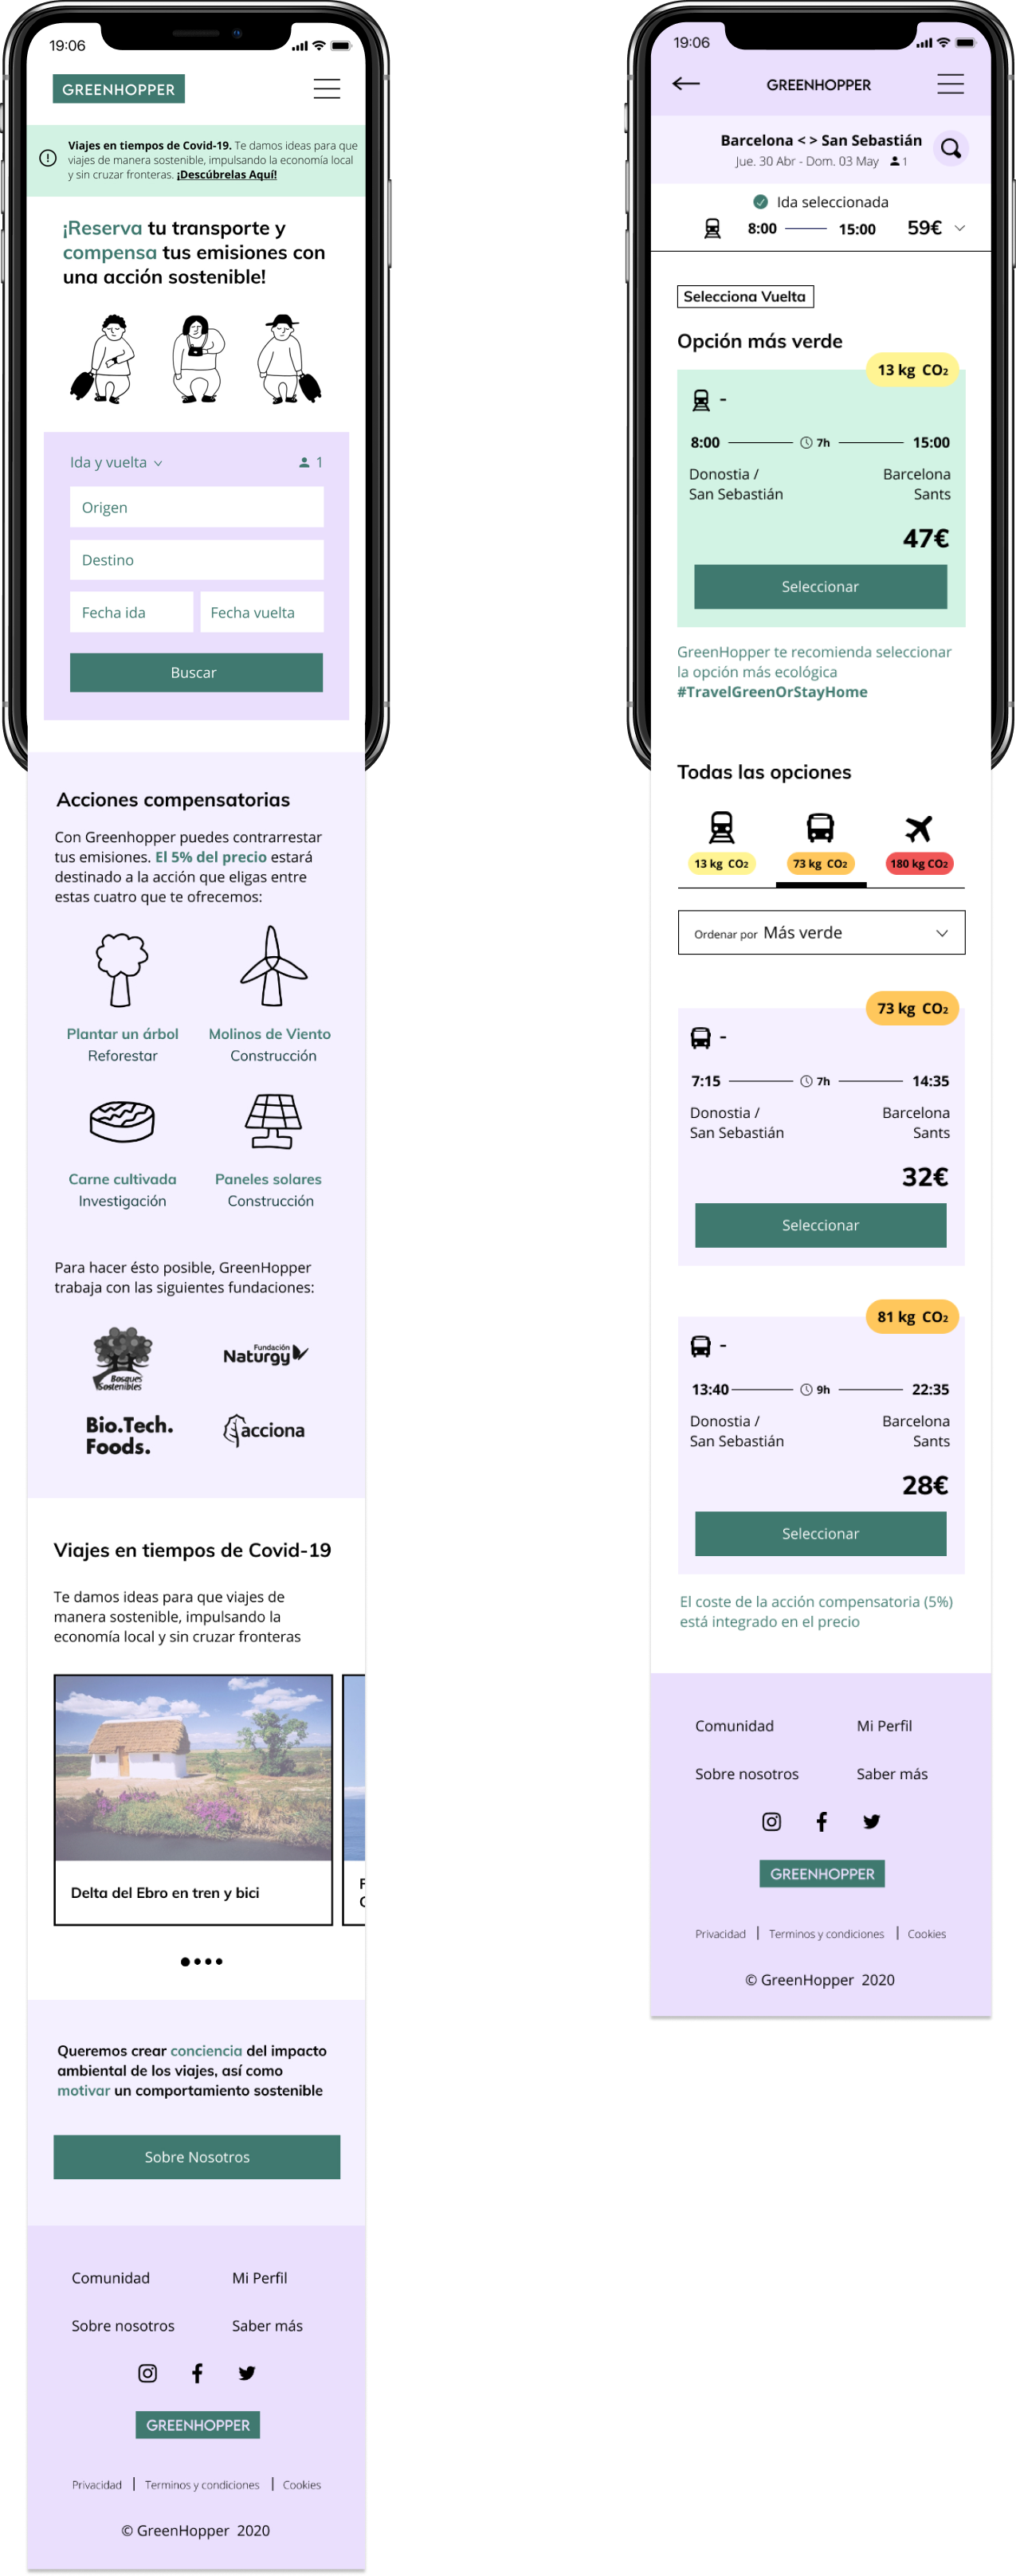 19:06
GREENHOPPER
Viajes en tiempos de Covid-19. Te damos ideas para que
viajes de manera sostenible, impulsando la economía local
y sin cruzar fronteras. ¡Descúbrelas Aquí!
¡Reserva tu transporte y
compensa tus emisiones con
una acción sostenible!
Ida y vuelta 1
Origen
Destino
Fecha ida Fecha vuelta
Buscar
Acciones compensatorias
Con Greenhopper puedes contrarrestar
tus emisiones. El 5% del precio estará
destinado a la acción que eligas entre
estas cuatro que te ofrecemos:
Plantar un árbol
Reforestar
Molinos de Viento
Construcción
Carne cultivada
Investigación
Paneles solares
Construcción
Para hacer ésto posible, GreenHopper
trabaja con las siguientes fundaciones:
Bosques
Sostenibles
Fundación
Naturgy
Bio.Tech.
Foods.
acciona
Viajes en tiempos de Covid-19
Te damos ideas para que viajes de
manera sostenible, impulsando la
economía local y sin cruzar fronteras
Delta del Ebro en tren y bici
Queremos crear conciencia del impacto
ambiental de los viajes, así como
motivar un comportamiento sostenible
Sobre Nosotros
Comunidad Mi Perfil
Sobre nosotros Saber más
GREENHOPPER
Privacidad | Terminos y condiciones | Cookies
© GreenHopper 2020
19:06
GREENHOPPER
Barcelona < > San Sebastián
Jue. 30 Abr - Dom. 03 May 1
Ida seleccionada
8:00 15:00 59€
Selecciona Vuelta
Opción más verde
13 kg CO2
-
8:00 7h 15:00
Donostia / Barcelona
San Sebastián Sants
47€
Seleccionar
GreenHopper te recomienda seleccionar
la opción más ecológica
#TravelGreenOrStayHome
Todas las opciones
13 kg CO2 73 kg CO2 180 kg CO2
Ordenar por Más verde
73 kg CO2
-
7:15 7h 14:35
Donostia / Barcelona
San Sebastián Sants
32€
Seleccionar
81 kg CO2
-
13:40 9h 22:35
Donostia / Barcelona
San Sebastián Sants
28€
Seleccionar
El coste de la acción compensatoria (5%)
está integrado en el precio
Comunidad Mi Perfil
Sobre nosotros Saber más
GREENHOPPER
Privacidad | Terminos y condiciones | Cookies
© GreenHopper 2020